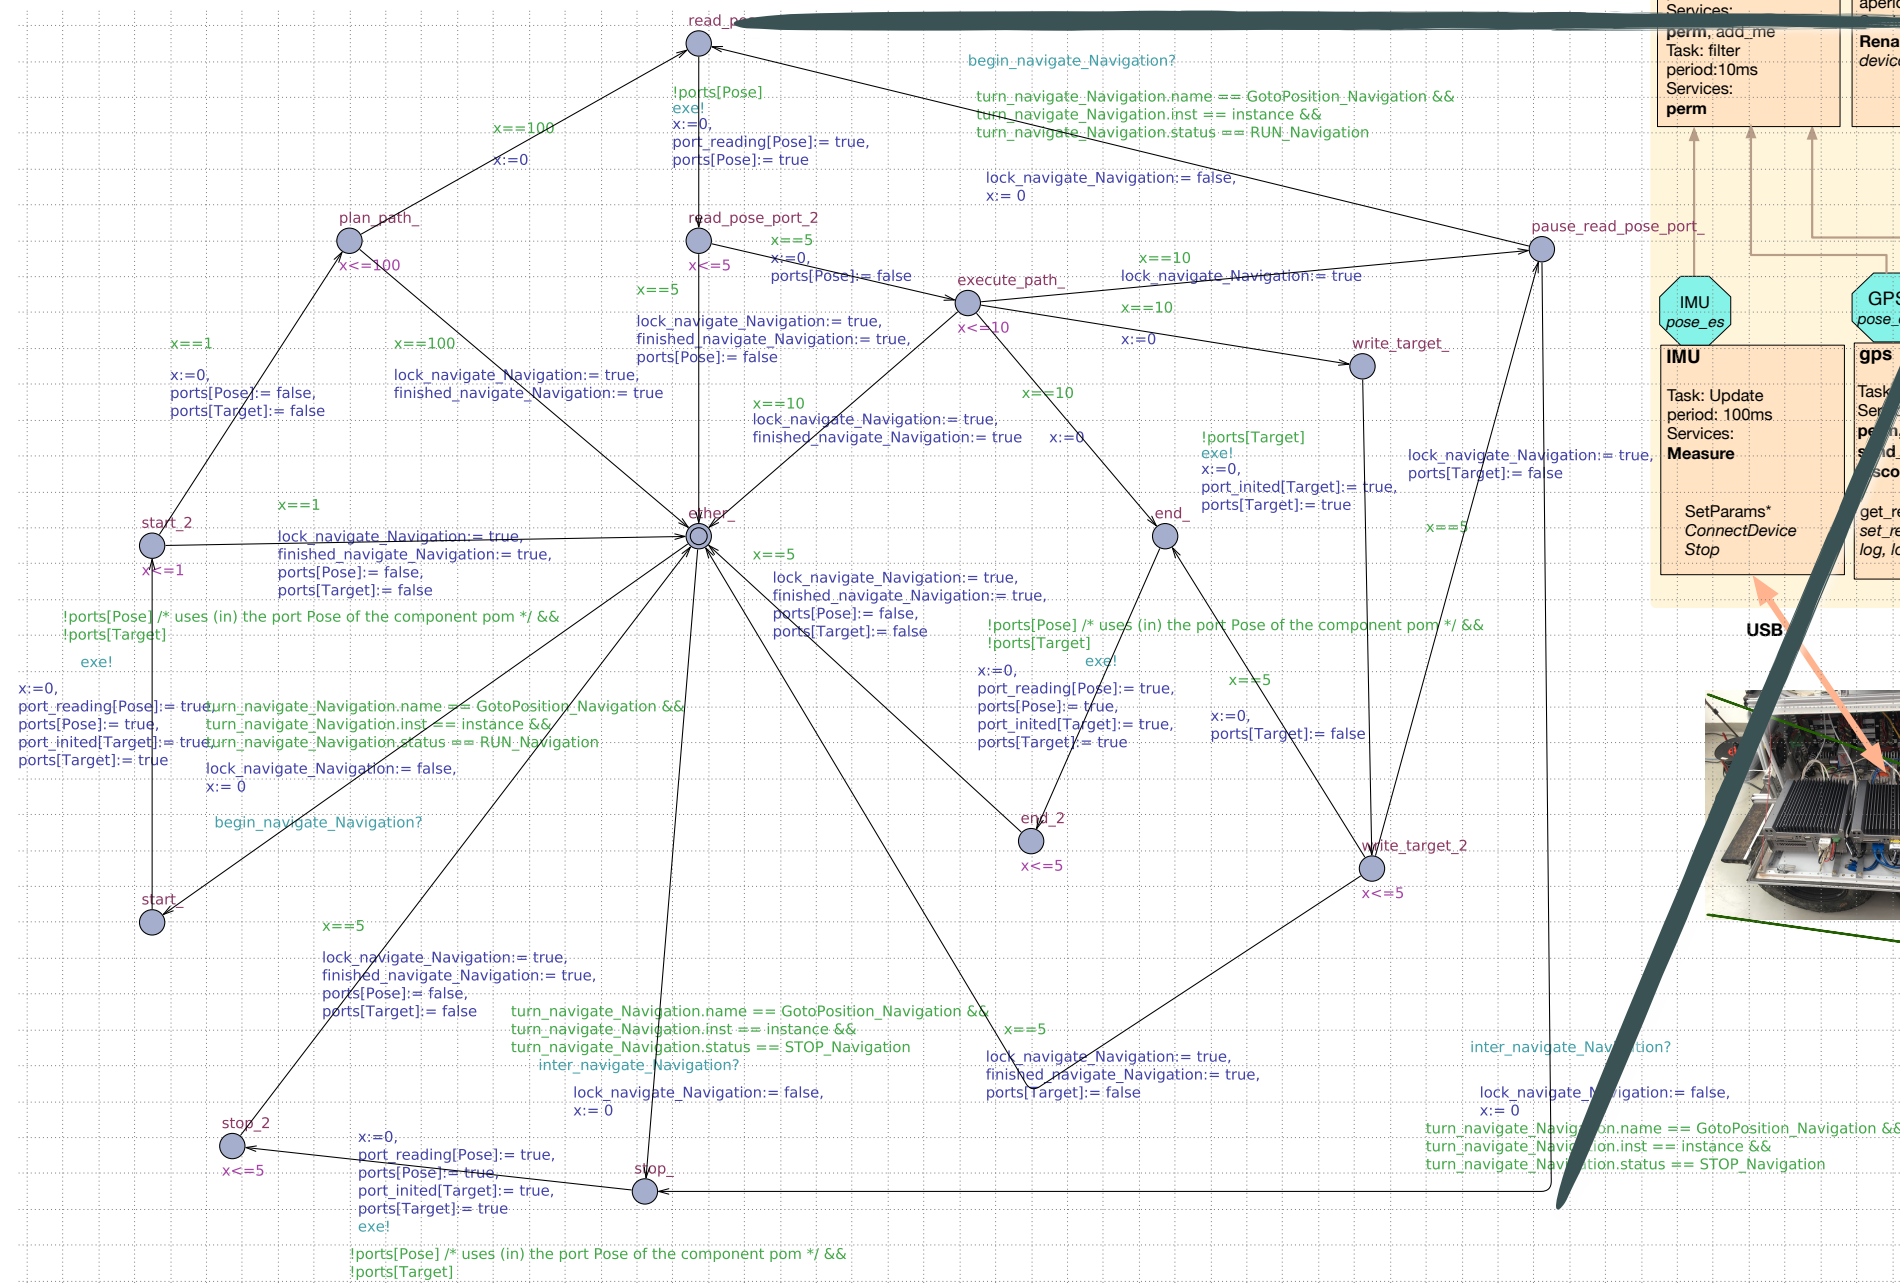 begin_navigate_Navigation?
!ports[Pose]
exe!
x:=0,
port_reading[Pose]:= true,
ports[Pose]:= true
turn_navigate_Navigation.name == GotoPosition_Navigation &&
turn_navigate_Navigation.inst == instance &&
turn_navigate_Navigation.status == RUN_Navigation
x==100
x:=0
lock_navigate_Navigation:= false,
x:= 0
plan_path_
x<=100
read_pose_port_2
x<=5
x==5
x:=0,
ports[Pose]:= false
pause_read_pose_port_
x==10
lock_navigate_Navigation:= true
execute_path_
x<=10
x==10
x:=0
write_target_
x==5
lock_navigate_Navigation:= true,
finished_navigate_Navigation:= true,
ports[Pose]:= false
x==1
x:=0,
ports[Pose]:= false,
ports[Target]:= false
x==100
lock_navigate_Navigation:= true,
finished_navigate_Navigation:= true
x==10
lock_navigate_Navigation:= true,
finished_navigate_Navigation:= true
x==10
x:=0
!ports[Target]
exe!
x:=0,
port_inited[Target]:= true,
ports[Target]:= true
lock_navigate_Navigation:= true,
ports[Target]:= false
x==5
start_2
x<=1
x==1
lock_navigate_Navigation:= true,
finished_navigate_Navigation:= true,
ports[Pose]:= false,
ports[Target]:= false
ether_
end_
x==5
lock_navigate_Navigation:= true,
finished_navigate_Navigation:= true,
ports[Pose]:= false,
ports[Target]:= false
!ports[Pose] /* uses (in) the port Pose of the component pom */ &&
!ports[Target]
exe!
x:=0,
port_reading[Pose]:= true,
ports[Pose]:= true,
port_inited[Target]:= true,
ports[Target]:= true
!ports[Pose] /* uses (in) the port Pose of the component pom */ &&
!ports[Target]
exe!
x:=0,
port_reading[Pose]:= true,
ports[Pose]:= true,
port_inited[Target]:= true,
ports[Target]:= true
x==5
x:=0,
ports[Target]:= false
turn_navigate_Navigation.name == GotoPosition_Navigation &&
turn_navigate_Navigation.inst == instance &&
turn_navigate_Navigation.status == RUN_Navigation
lock_navigate_Navigation:= false,
x:= 0
begin_navigate_Navigation?
start_
end_2
x<=5
write_target_2
x<=5
x==5
lock_navigate_Navigation:= true,
finished_navigate_Navigation:= true,
ports[Pose]:= false,
ports[Target]:= false
turn_navigate_Navigation.name == GotoPosition_Navigation &&
turn_navigate_Navigation.inst == instance &&
turn_navigate_Navigation.status == STOP_Navigation
inter_navigate_Navigation?
lock_navigate_Navigation:= false,
x:= 0
x==5
lock_navigate_Navigation:= true,
finished_navigate_Navigation:= true,
ports[Target]:= false
inter_navigate_Navigation?
lock_navigate_Navigation:= false,
x:= 0
turn_navigate_Navigation.name == GotoPosition_Navigation &&
turn_navigate_Navigation.inst == instance &&
turn_navigate_Navigation.status == STOP_Navigation
stop_2
x<=5
x:=0,
port_reading[Pose]:= true,
ports[Pose]:= true,
port_inited[Target]:= true,
ports[Target]:= true
exe!
!ports[Pose] /* uses (in) the port Pose of the component pom */ &&
!ports[Target]
stop_
Services:
perm, add_me
Task: filter
period:10ms
Services:
perm
IMU
pose_es
GPS
IMU
Task: Update
period: 100ms
Services:
Measure
SetParams*
ConnectDevice
Stop
gps
Task
USB